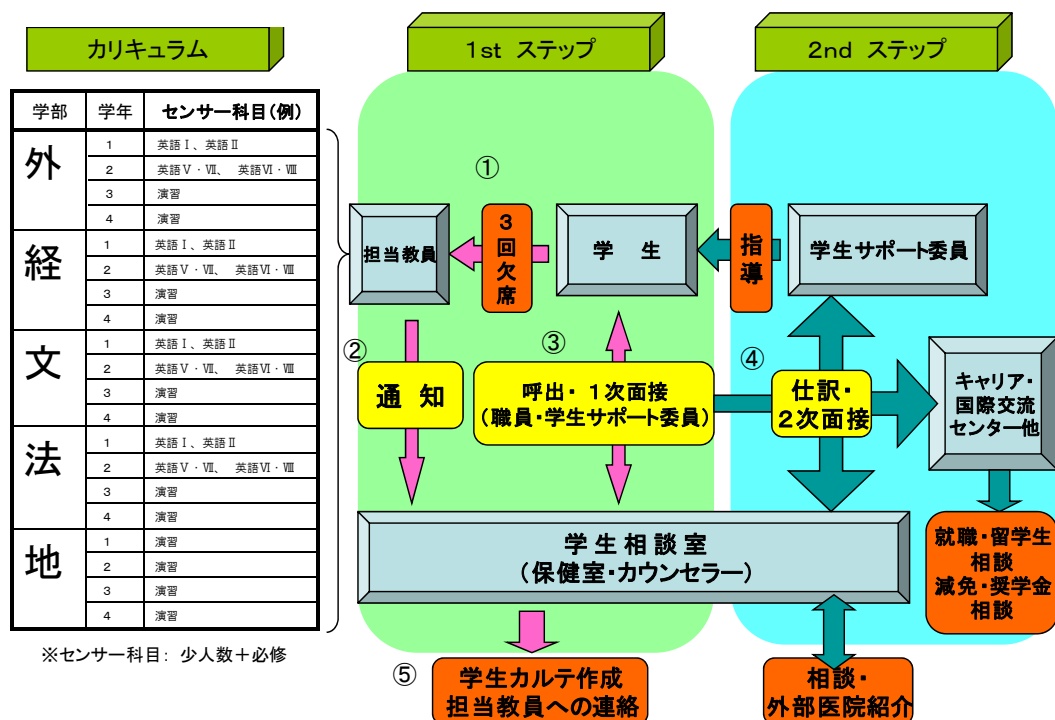 カリキュラム
1st ステップ
2nd ステップ
学部 学年 センサー科目(例)
外
1 英語Ⅰ、英語Ⅱ
2 英語Ⅴ・Ⅶ、 英語Ⅵ・Ⅷ
3 演習
4 演習
経
1 英語Ⅰ、英語Ⅱ
2 英語Ⅴ・Ⅶ、 英語Ⅵ・Ⅷ
3 演習
4 演習
文
1 英語Ⅰ、英語Ⅱ
2 英語Ⅴ・Ⅶ、 英語Ⅵ・Ⅷ
3 演習
4 演習
法
1 英語Ⅰ、英語Ⅱ
2 英語Ⅴ・Ⅶ、 英語Ⅵ・Ⅷ
3 演習
4 演習
地
1 演習
2 演習
3 演習
4 演習
※センサー科目: 少人数+必修
①
担当教員
3回欠席
学 生
指導
学生サポート委員
②
通 知
③
呼出・1次面接
(職員・学生サポート委員)
④
仕訳・
2次面接
キャリア・
国際交流
センター他
学生相談室
(保健室・カウンセラー)
就職・留学生
相談
減免・奨学金
相談
⑤
学生カルテ作成
担当教員への連絡
相談・
外部医院紹介